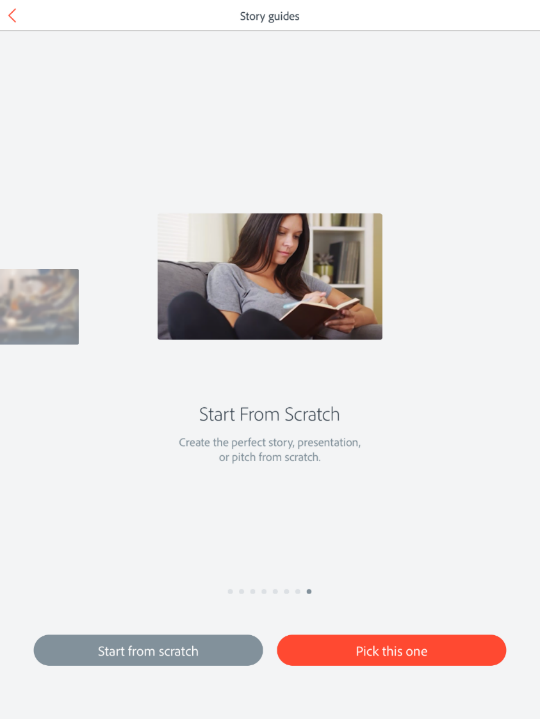 Story guides
Start From Scratch
Create the perfect story, presentation,
or pitch from scratch.
Start from scratch
Pick this one